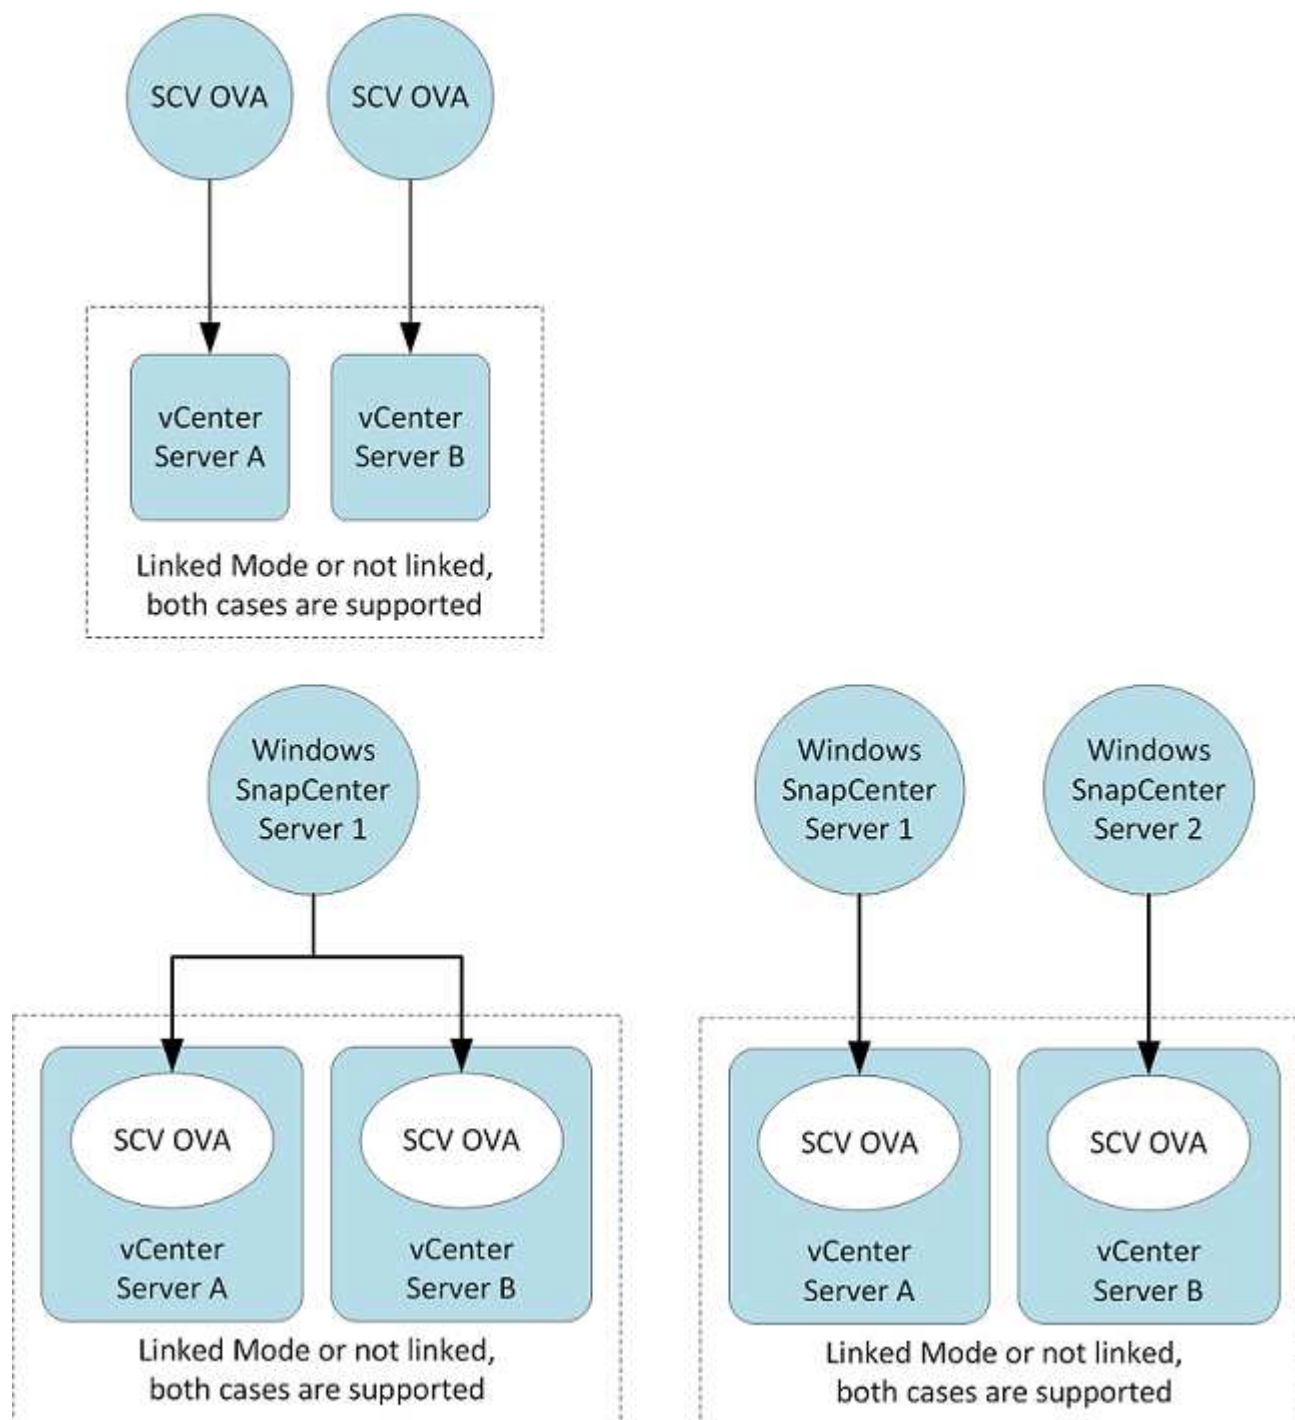 SCV OVA
SCV OVA
vCenter
Server A
vCenter
Server B
Linked Mode or not linked,
both cases are supported
Windows
SnapCenter
Server 1
Windows
SnapCenter
Server 1
Windows
SnapCenter
Server 2
SCV OVA
vCenter
Server A
SCV OVA
vCenter
Server B
Linked Mode or not linked,
both cases are supported
SCV OVA
vCenter
Server A
SCV OVA
vCenter
Server B
Linked Mode or not linked,
both cases are supported